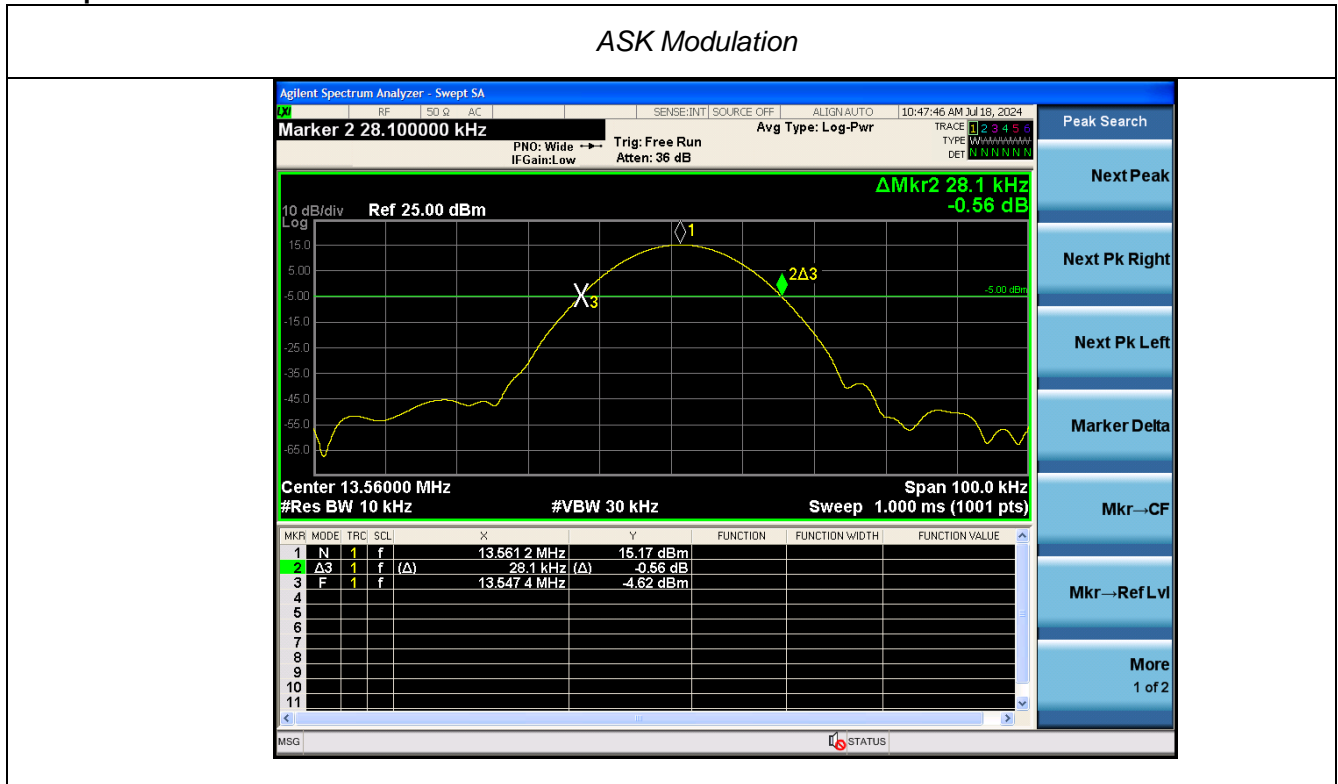 ASK Modulation
Agilent Spectrum Analyzer - Swept SA
LXI RF 50 Ω AC SENSE:INT SOURCE OFF ALIGN AUTO 10:47:46 AM Jul 18, 2024
Marker 2 28.100000 kHz
PNO: Wide
IFGain:Low
Trig: Free Run
Atten: 36 dB
Avg Type: Log-Pwr
TRACE 1 2 3 4 5 6
TYPE WWWWWW
DET N N N N N N
ΔMkr2 28.1 kHz
-0.56 dB
10 dB/div Ref 25.00 dBm
Log
15.0
5.00
-5.00
-15.0
-25.0
-35.0
-45.0
-55.0
-65.0
1
2Δ3
-5.00 dBm
3
Center 13.56000 MHz Span 100.0 kHz
#Res BW 10 kHz #VBW 30 kHz Sweep 1.000 ms (1001 pts)
MKR MODE TRC SCL X Y FUNCTION FUNCTION WIDTH FUNCTION VALUE
1 N 1 f 13.561 2 MHz 15.17 dBm
2 Δ3 1 f (Δ) 28.1 kHz (Δ) -0.56 dB
3 F 1 f 13.547 4 MHz -4.62 dBm
4
5
6
7
8
9
10
11
MSG STATUS
Peak Search
Next Peak
Next Pk Right
Next Pk Left
Marker Delta
Mkr→CF
Mkr→Ref Lvl
More
1 of 2